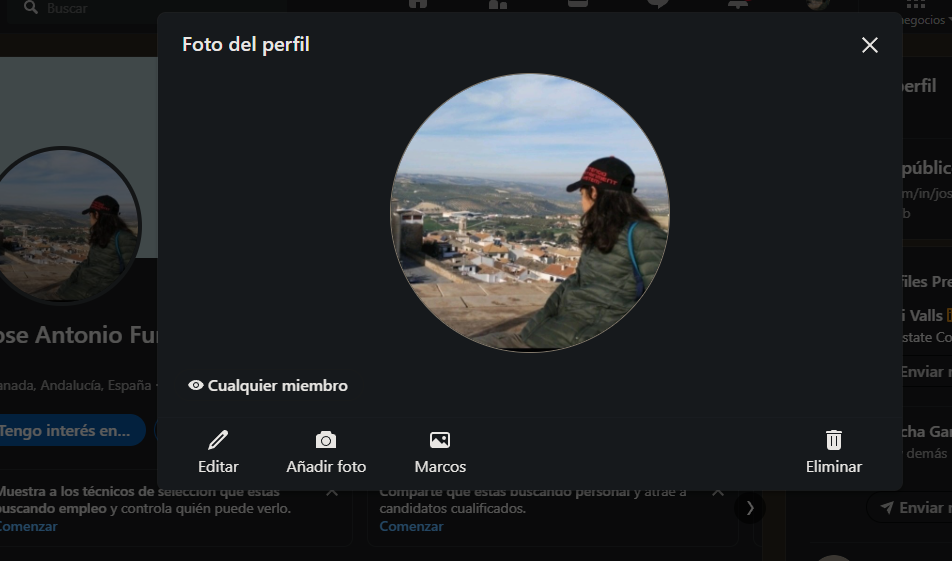 Buscar
negocios
Foto del perfil
perfil
públic
m/in/jos
b
files Pre
i Valls
state Co
Enviar
ose Antonio Fu
anada, Andalucía, España
Cualquier miembro
Tengo interés en...
Editar
Añadir foto
Marcos
Eliminar
cha Gar
demás
Muestra a los técnicos de selección que estás
buscando empleo y controla quién puede verlo.
Comenzar
Comparte que estás buscando personal y atrae a
candidatos cualificados.
Comenzar
Enviar